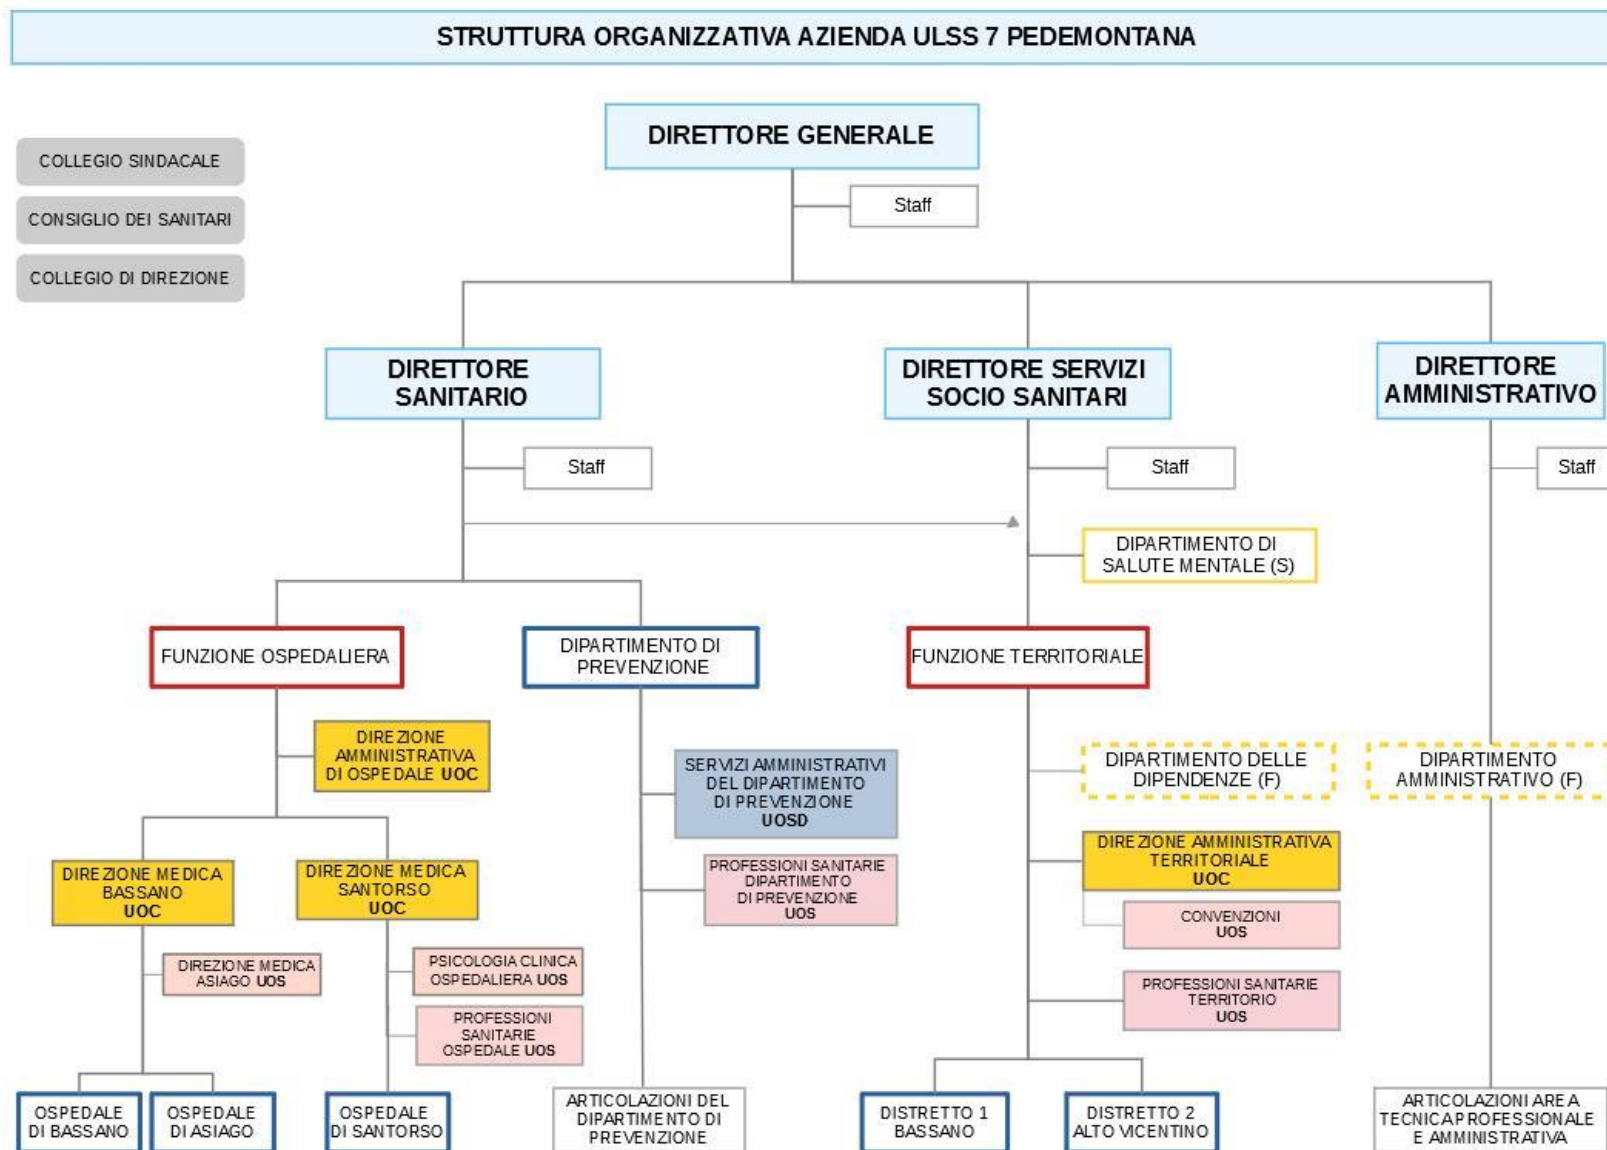 STRUTTURA ORGANIZZATIVA AZIENDA ULSS 7 PEDEMONTANA
DIRETTORE GENERALE
COLLEGIO SINDACALE
CONSIGLIO DEI SANITARI
COLLEGIO DI DIREZIONE
Staff
DIRETTORE
SANITARIO
DIRETTORE SERVIZI
SOCIO SANITARI
DIRETTORE
AMMINISTRATIVO
Staff
Staff
Staff
DIPARTIMENTO DI
SALUTE MENTALE (S)
FUNZIONE OSPEDALIERA
DIPARTIMENTO DI
PREVENZIONE
FUNZIONE TERRITORIALE
DIREZIONE
AMMINISTRATIVA
DI OSPEDALE UOC
SERVIZI AMMINISTRATIVI
DEL DIPARTIMENTO
DI PREVENZIONE
UOSD
DIPARTIMENTO DELLE
DIPENDENZE (F)
DIPARTIMENTO
AMMINISTRATIVO (F)
DIREZIONE MEDICA
BASSANO
UOC
DIREZIONE MEDICA
SANTORSO
UOC
PROFESSIONI SANITARIE
DIPARTIMENTO
DI PREVENZIONE
UOS
DIREZIONE AMMINISTRATIVA
TERRITORIALE
UOC
CONVENZIONI
UOS
DIREZIONE MEDICA
ASIAGO UOS
PSICOLOGIA CLINICA
OSPEDALIERA UOS
PROFESSIONI
SANITARIE
OSPEDALE UOS
PROFESSIONI SANITARIE
TERRITORIO
UOS
OSPEDALE
DI BASSANO
OSPEDALE
DI ASIAGO
OSPEDALE
DI SANTORSO
ARTICOLAZIONI DEL
DIPARTIMENTO DI
PREVENZIONE
DISTRETTO 1
BASSANO
DISTRETTO 2
ALTO VICENTINO
ARTICOLAZIONI AREA
TECNICA PROFESSIONALE
E AMMINISTRATIVA